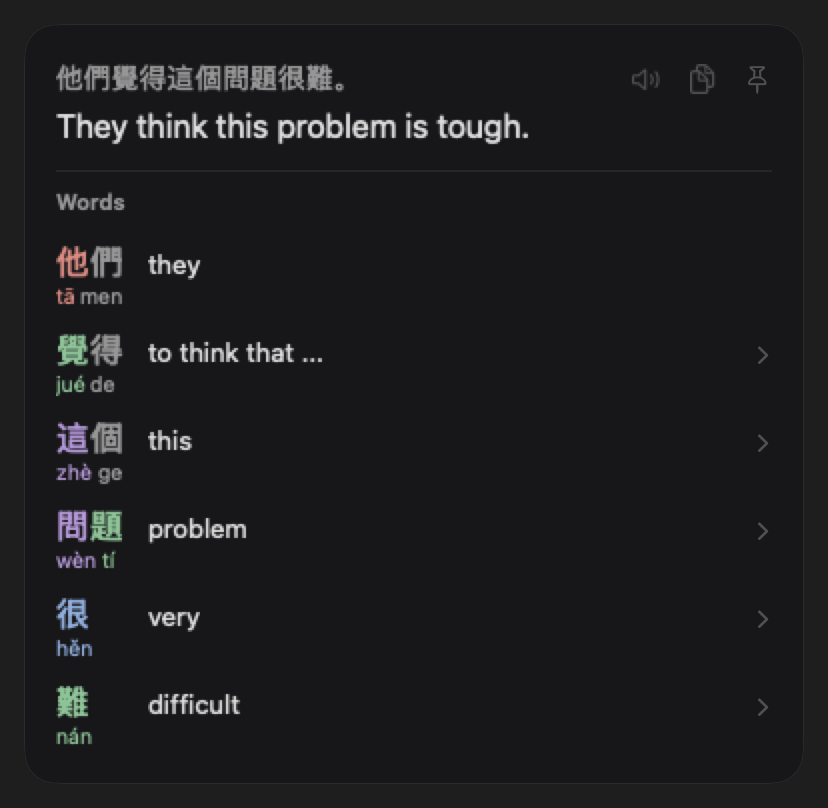 他們覺得這個問題很難。
They think this problem is tough.
Words
他們 they
tā men
覺得 to think that ...
jué de
這個 this
zhè ge
問題 problem
wèn tí
很 very
hěn
難 difficult
nán